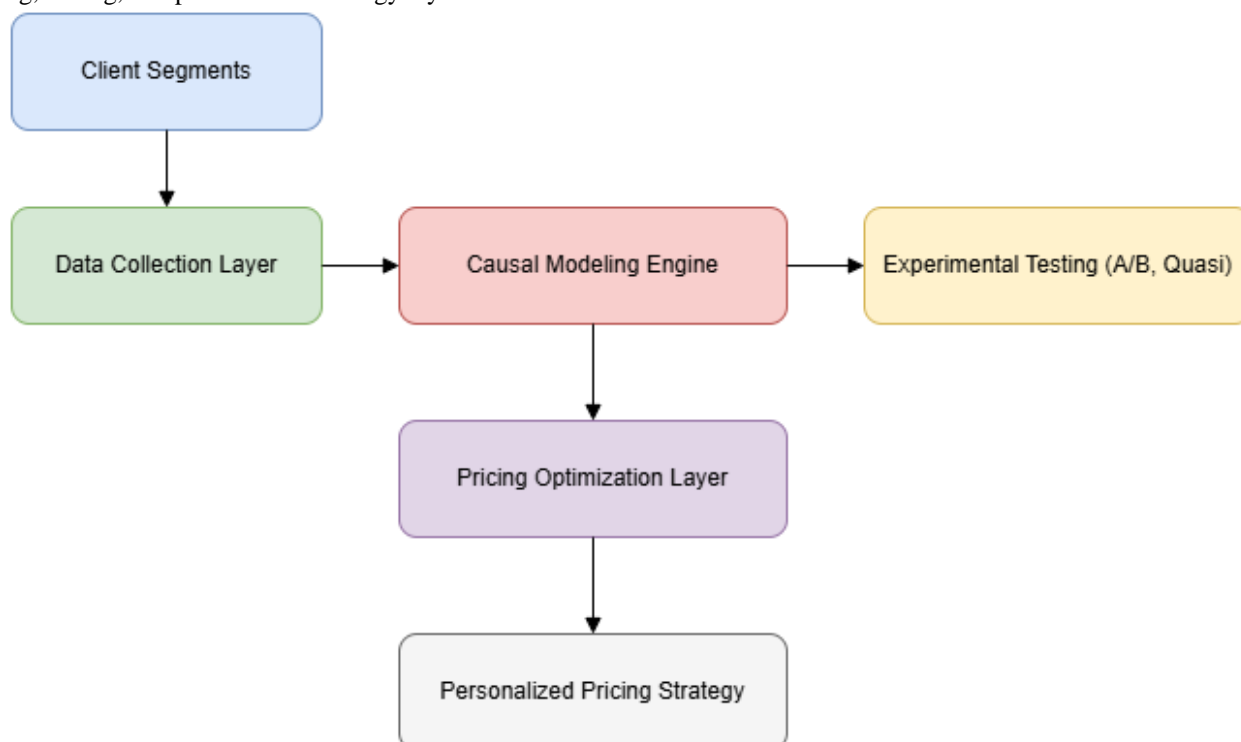 Client Segments
Data Collection Layer
Causal Modeling Engine
Experimental Testing (A/B, Quasi)
Pricing Optimization Layer
Personalized Pricing Strategy